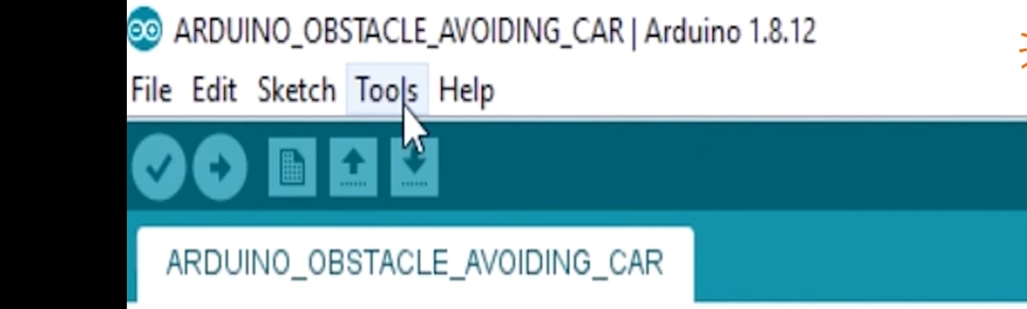 ARDUINO_OBSTACLE_AVOIDING_CAR | Arduino 1.8.12
File Edit Sketch Tools Help
ARDUINO_OBSTACLE_AVOIDING_CAR